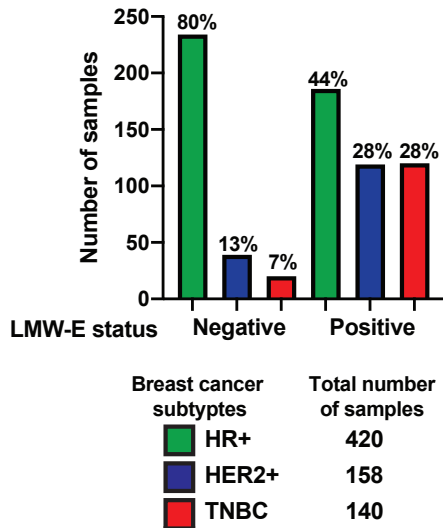 80%
250
200
150
100
50
0
Number of samples
13%
7%
44%
28%
28%
LMW-E status Negative Positive
Breast cancer subtyptes
Total number of samples
HR+ 420
HER2+ 158
TNBC 140